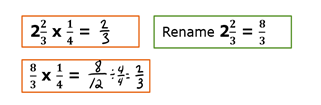 2 2/3 x 1/4 = 2/3
Rename 2 2/3 = 8/3
8/3 x 1/4 = 8/12 ÷ 4/4 = 2/3